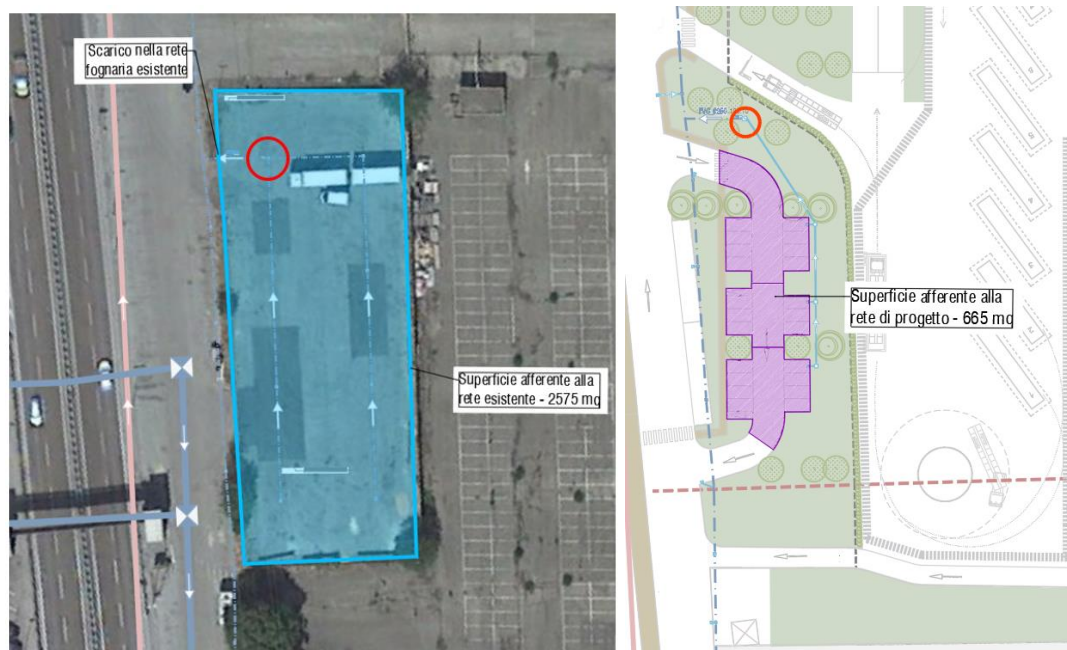 Scarico nella rete
fognaria esistente
Superficie afferente alla
rete esistente - 2575 mq
Superficie afferente alla
rete di progetto - 665 mq